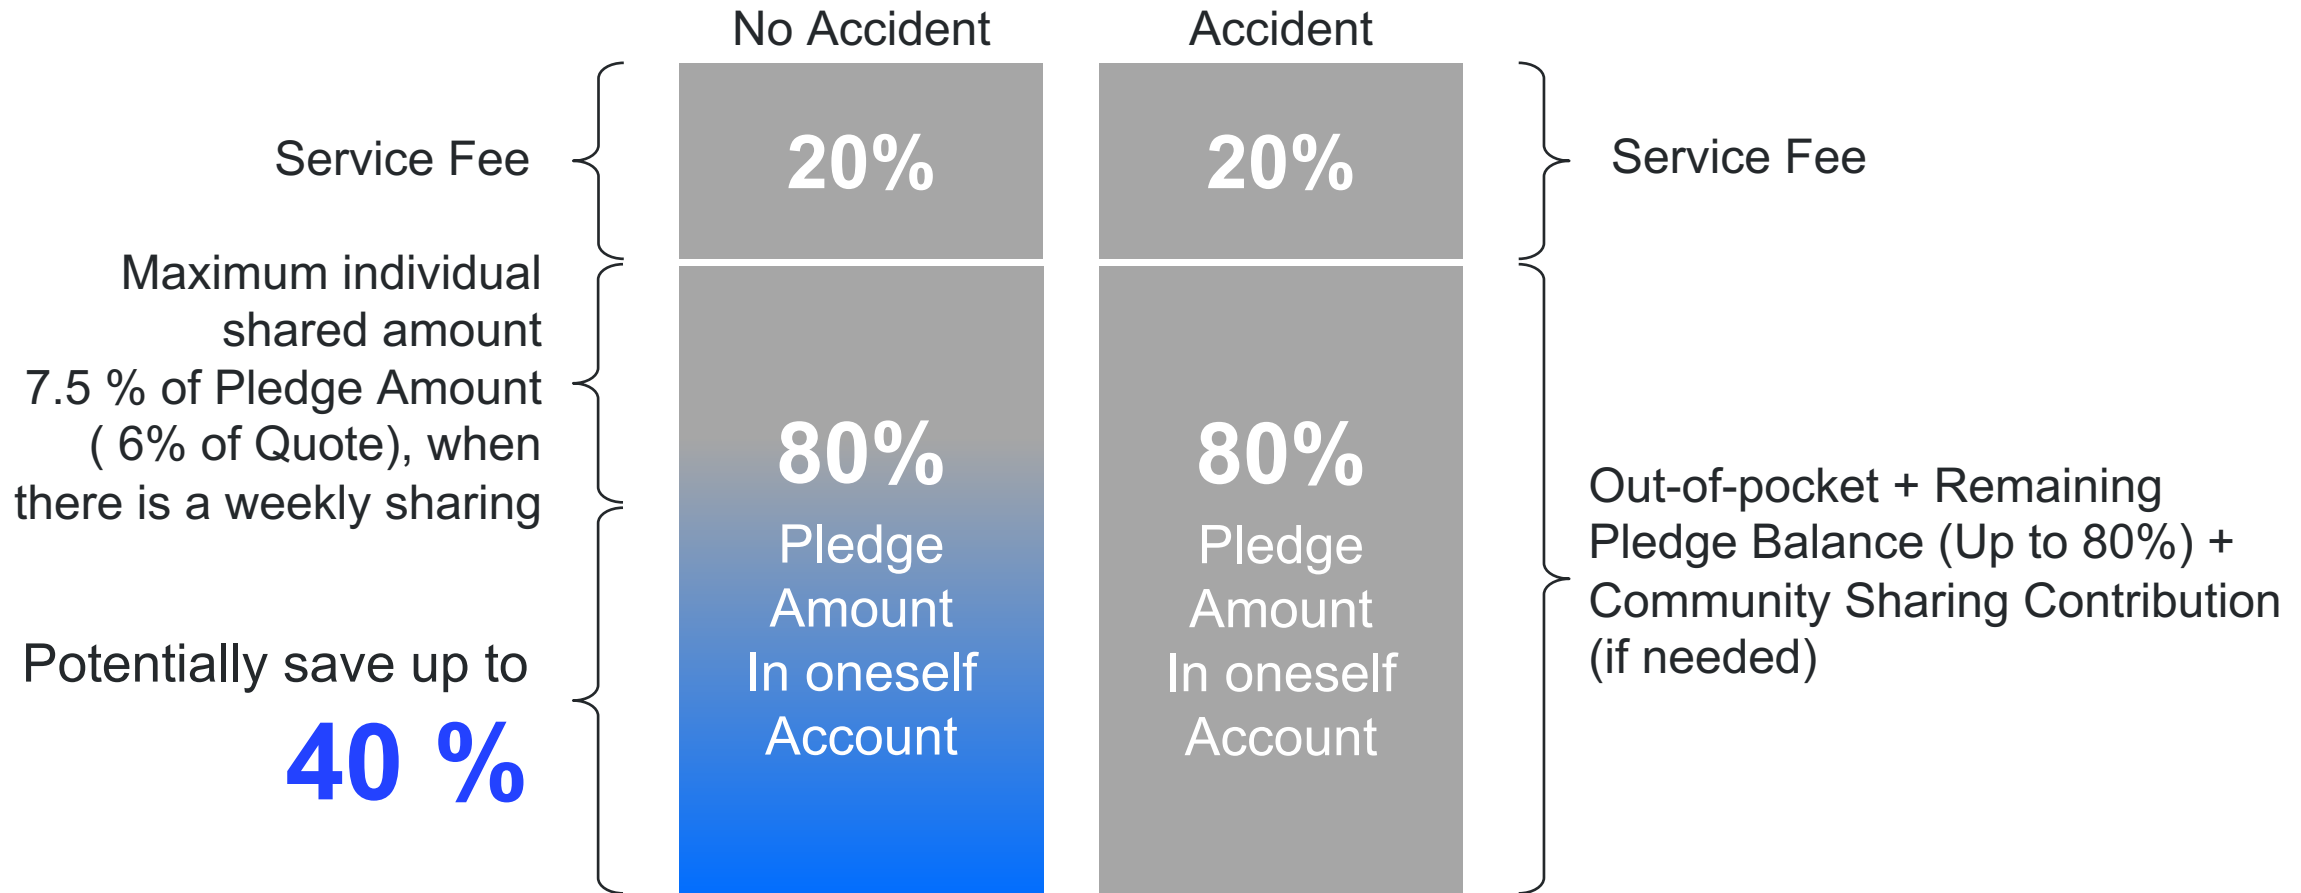 No Accident
Accident
Service Fee
20%
20%
Service Fee
Maximum individual
shared amount
7.5 % of Pledge Amount
( 6% of Quote), when
there is a weekly sharing
Potentially save up to
40 %
80%
Pledge
Amount
In oneself
Account
80%
Pledge
Amount
In oneself
Account
Out-of-pocket + Remaining
Pledge Balance (Up to 80%) +
Community Sharing Contribution
(if needed)